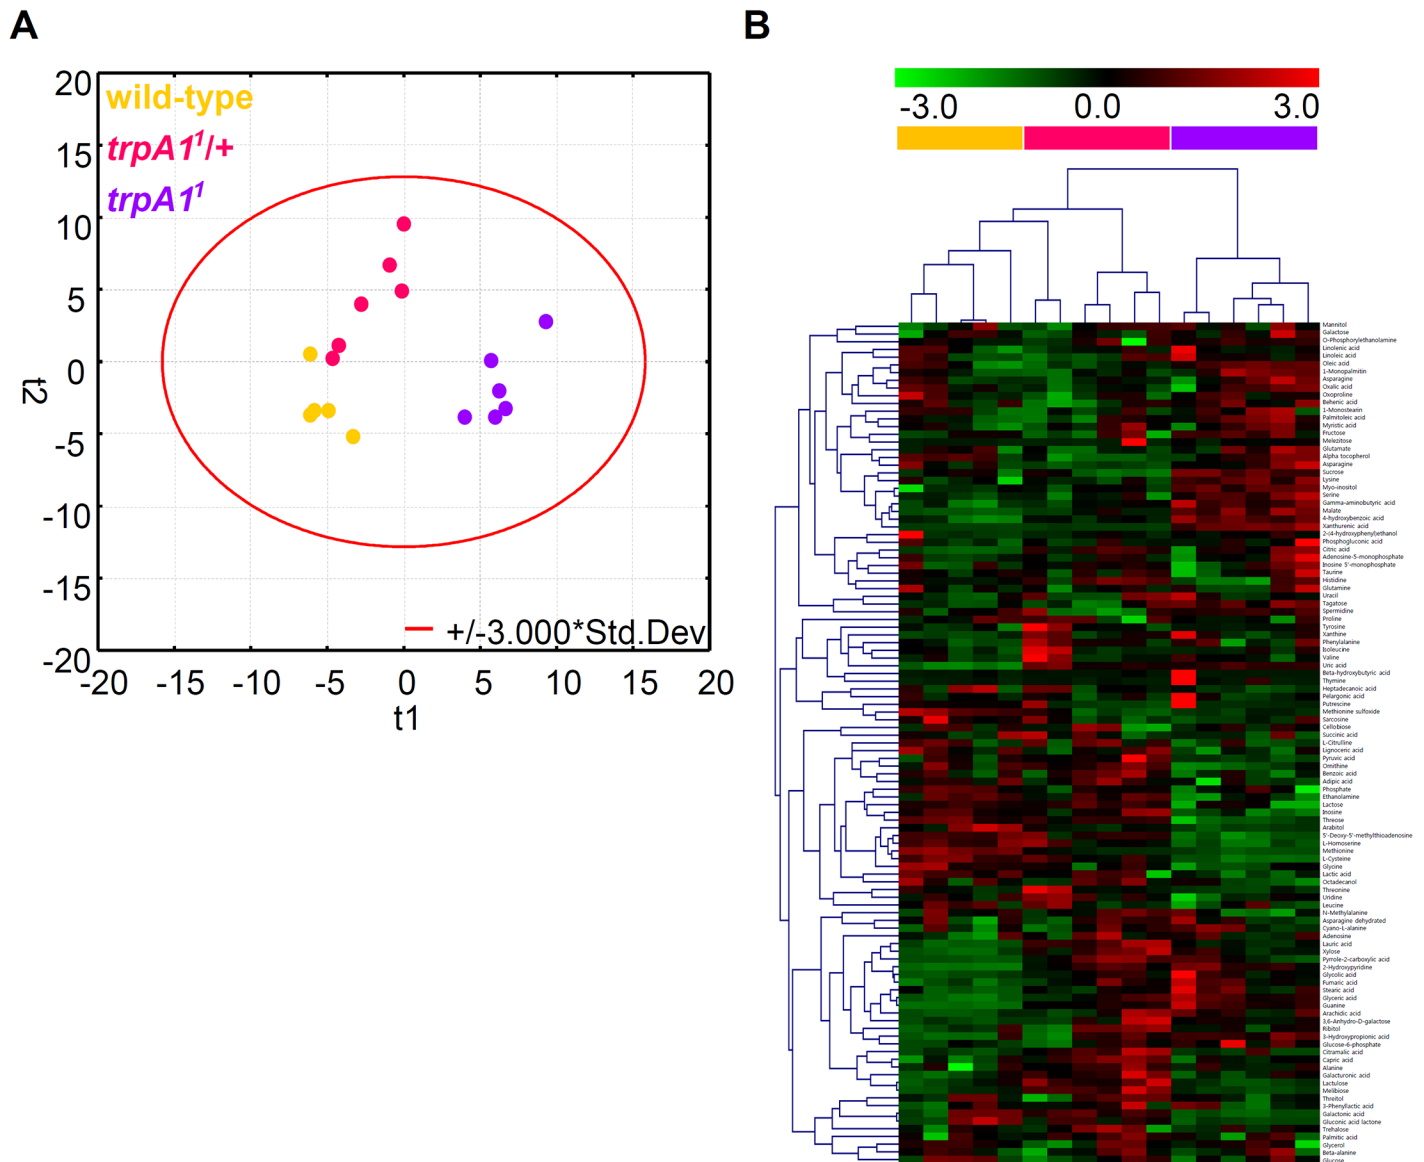 A
B
wild-type
trpA1¹/+
trpA1¹
20
15
10
5
0
-5
-10
-15
-20
t2
-20
-15
-10
-5
0
5
10
15
20
t1
+/-3.000*Std.Dev
-3.0
0.0
3.0
Mannitol
Galactose
O-Phosphorylethanolamine
Linolenic acid
Linoleic acid
Oleic acid
1-Monopalmitin
Asparagine
Oxalic acid
Oxoproline
Behenic acid
1-Monostearin
Palmitoleic acid
Myristic acid
Fructose
Melezitose
Glutamate
Alpha tocopherol
Asparagine
Sucrose
Lysine
Myo-inositol
Serine
Gamma-aminobutyric acid
Malate
4-hydroxybenzoic acid
Xanthurenic acid
2-(4-hydroxyphenyl)ethanol
Phosphogluconic acid
Citric acid
Adenosine-5-monophosphate
Inosine 5'-monophosphate
Taurine
Histidine
Glutamine
Uracil
Tagatose
Spermidine
Proline
Tyrosine
Xanthine
Phenylalanine
Isoleucine
Valine
Uric acid
Beta-hydroxybutyric acid
Thymine
Heptadecanoic acid
Pelargonic acid
Putrescine
Methionine sulfoxide
Sarcosine
Cellobiose
Succinic acid
L-Citrulline
Lignoceric acid
Pyruvic acid
Ornithine
Benzoic acid
Adipic acid
Phosphate
Ethanolamine
Lactose
Inosine
Threose
Arabitol
5'-Deoxy-5'-methylthioadenosine
L-Homoserine
Methionine
L-Cysteine
Glycine
Lactic acid
Octadecanol
Threonine
Uridine
Leucine
N-Methylalanine
Asparagine dehydrated
Cyano-L-alanine
Adenosine
Lauric acid
Xylose
Pyrrole-2-carboxylic acid
2-Hydroxypyridine
Glycolic acid
Fumaric acid
Stearic acid
Glyceric acid
Guanine
Arachidic acid
3,6-Anhydro-D-galactose
Ribitol
3-Hydroxypropionic acid
Glucose-6-phosphate
Citramalic acid
Capric acid
Alanine
Galacturonic acid
Lactulose
Melibiose
Threitol
3-Phenyllactic acid
Galactonic acid
Gluconic acid lactone
Trehalose
Palmitic acid
Glycerol
Beta-alanine
Glucose